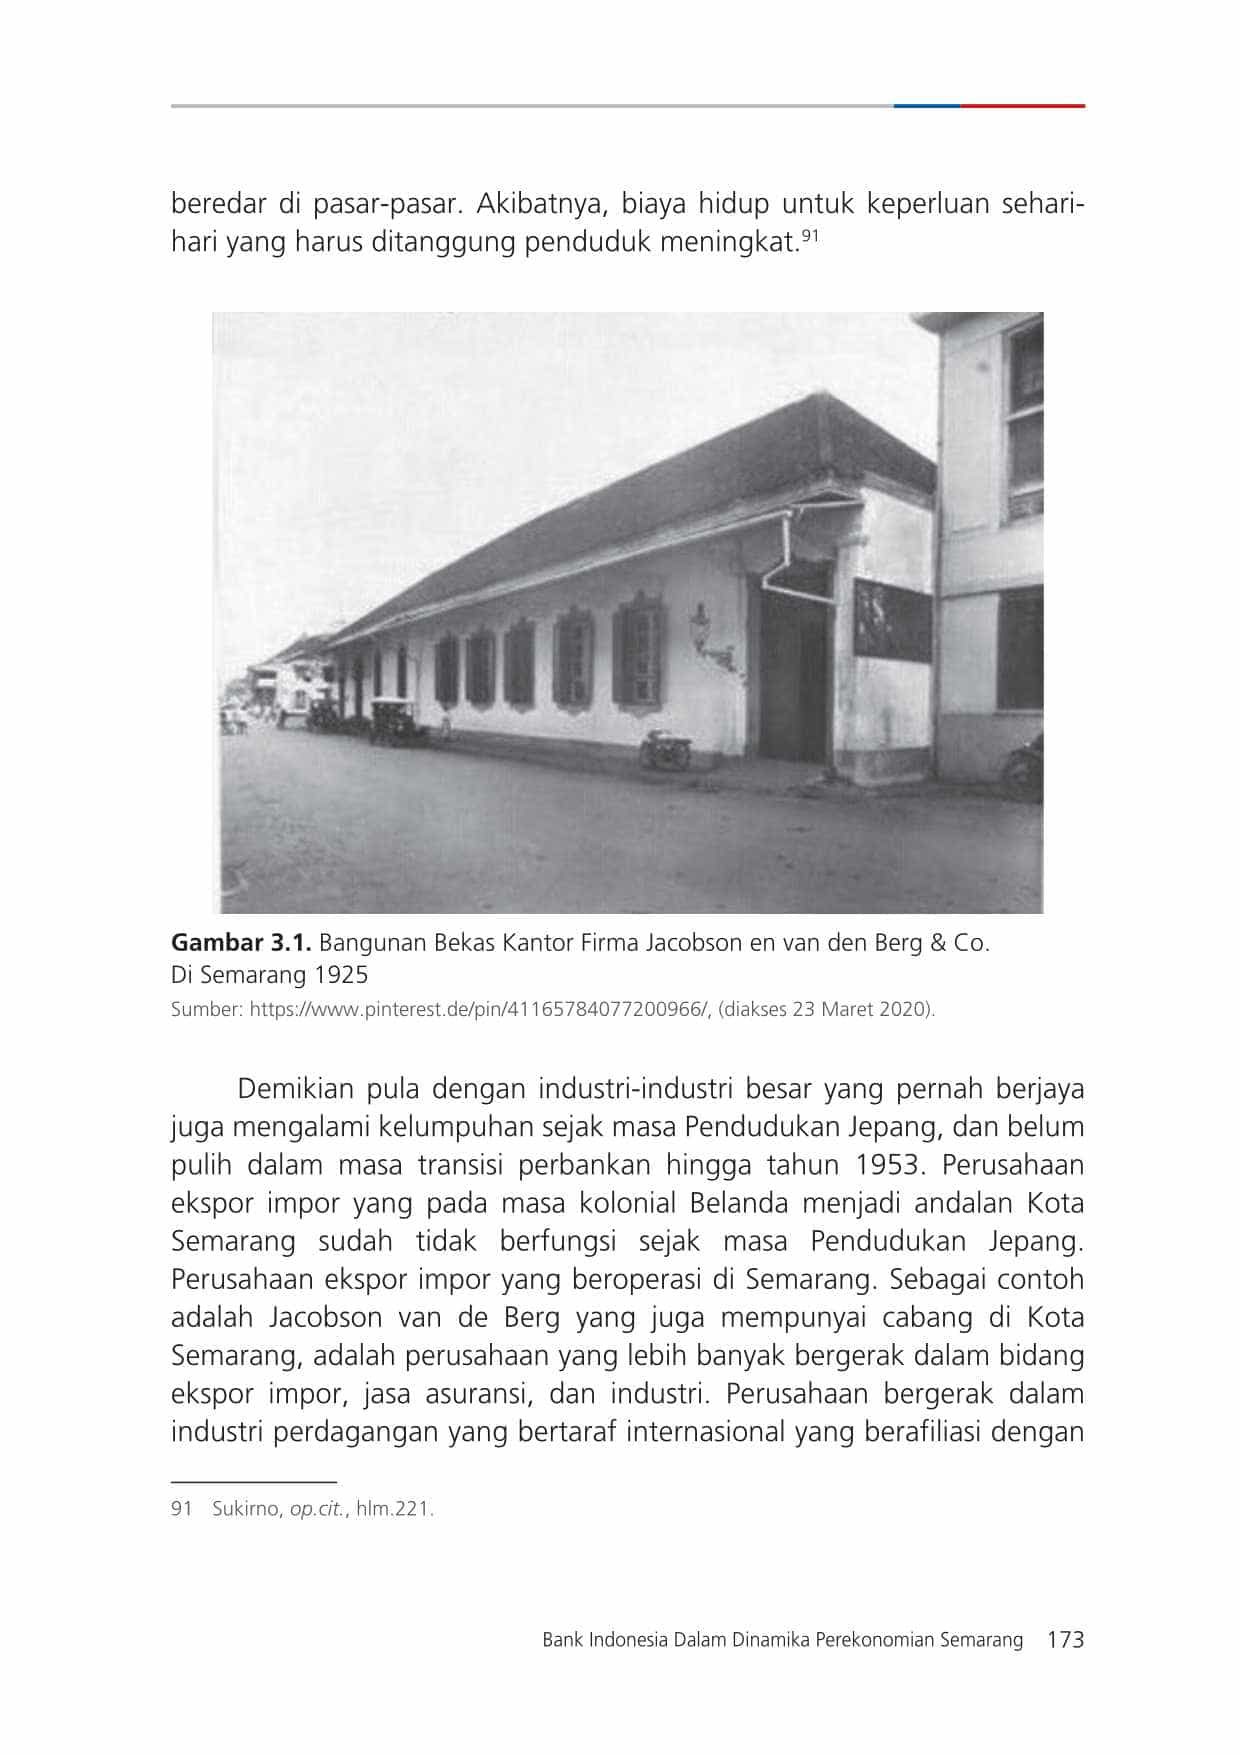 beredar di pasar-pasar. Akibatnya, biaya hidup untuk keperluan sehari-
hari yang harus ditanggung penduduk meningkat.91
Gambar 3.1. Bangunan Bekas Kantor Firma Jacobson en van den Berg & Co.
Di Semarang 1925
Sumber: https://www.pinterest.de/pin/41165784077200966/, (diakses 23 Maret 2020).
Demikian pula dengan industri-industri besar yang pernah berjaya
juga mengalami kelumpuhan sejak masa Pendudukan Jepang, dan belum
pulih dalam masa transisi perbankan hingga tahun 1953. Perusahaan
ekspor impor yang pada masa kolonial Belanda menjadi andalan Kota
Semarang sudah tidak berfungsi sejak masa Pendudukan Jepang.
Perusahaan ekspor impor yang beroperasi di Semarang. Sebagai contoh
adalah Jacobson van de Berg yang juga mempunyai cabang di Kota
Semarang, adalah perusahaan yang lebih banyak bergerak dalam bidang
ekspor impor, jasa asuransi, dan industri. Perusahaan bergerak dalam
industri perdagangan yang bertaraf internasional yang berafiliasi dengan
91 Sukirno, op.cit., hlm.221.
Bank Indonesia Dalam Dinamika Perekonomian Semarang 173